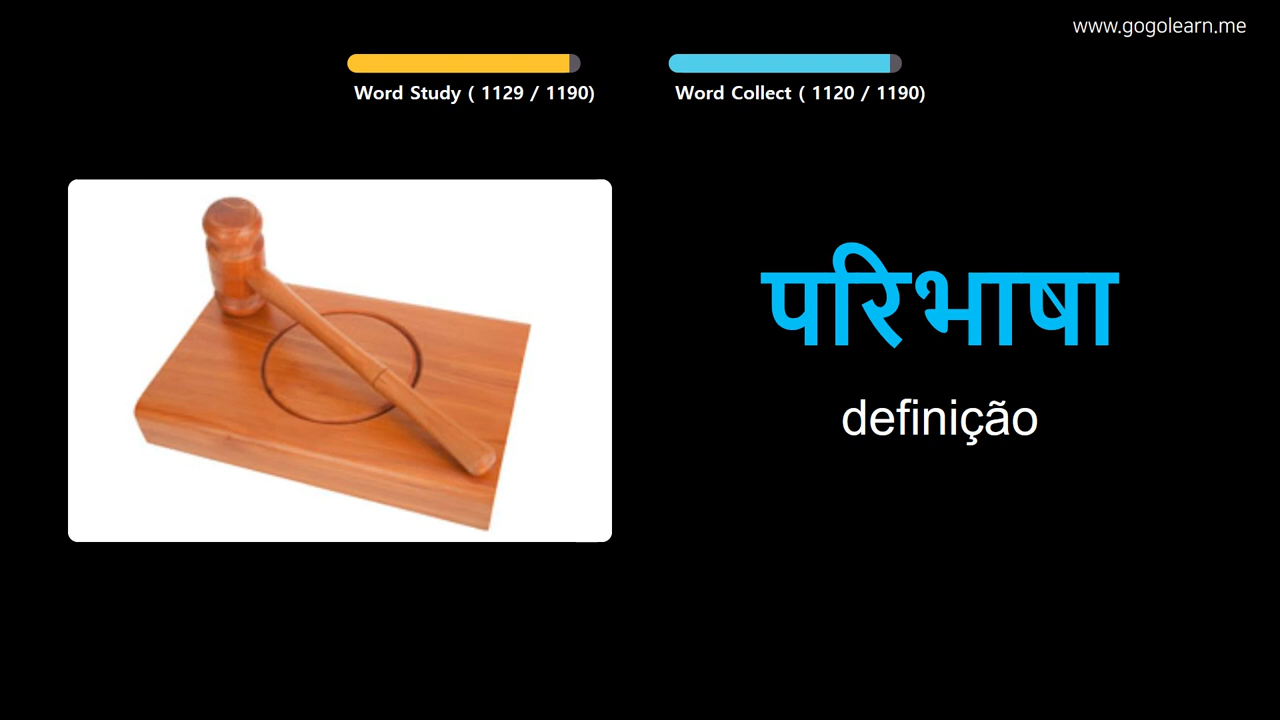 www.gogolearn.me
Word Study ( 1129 / 1190)
Word Collect ( 1120 / 1190)
परिभाषा
definição